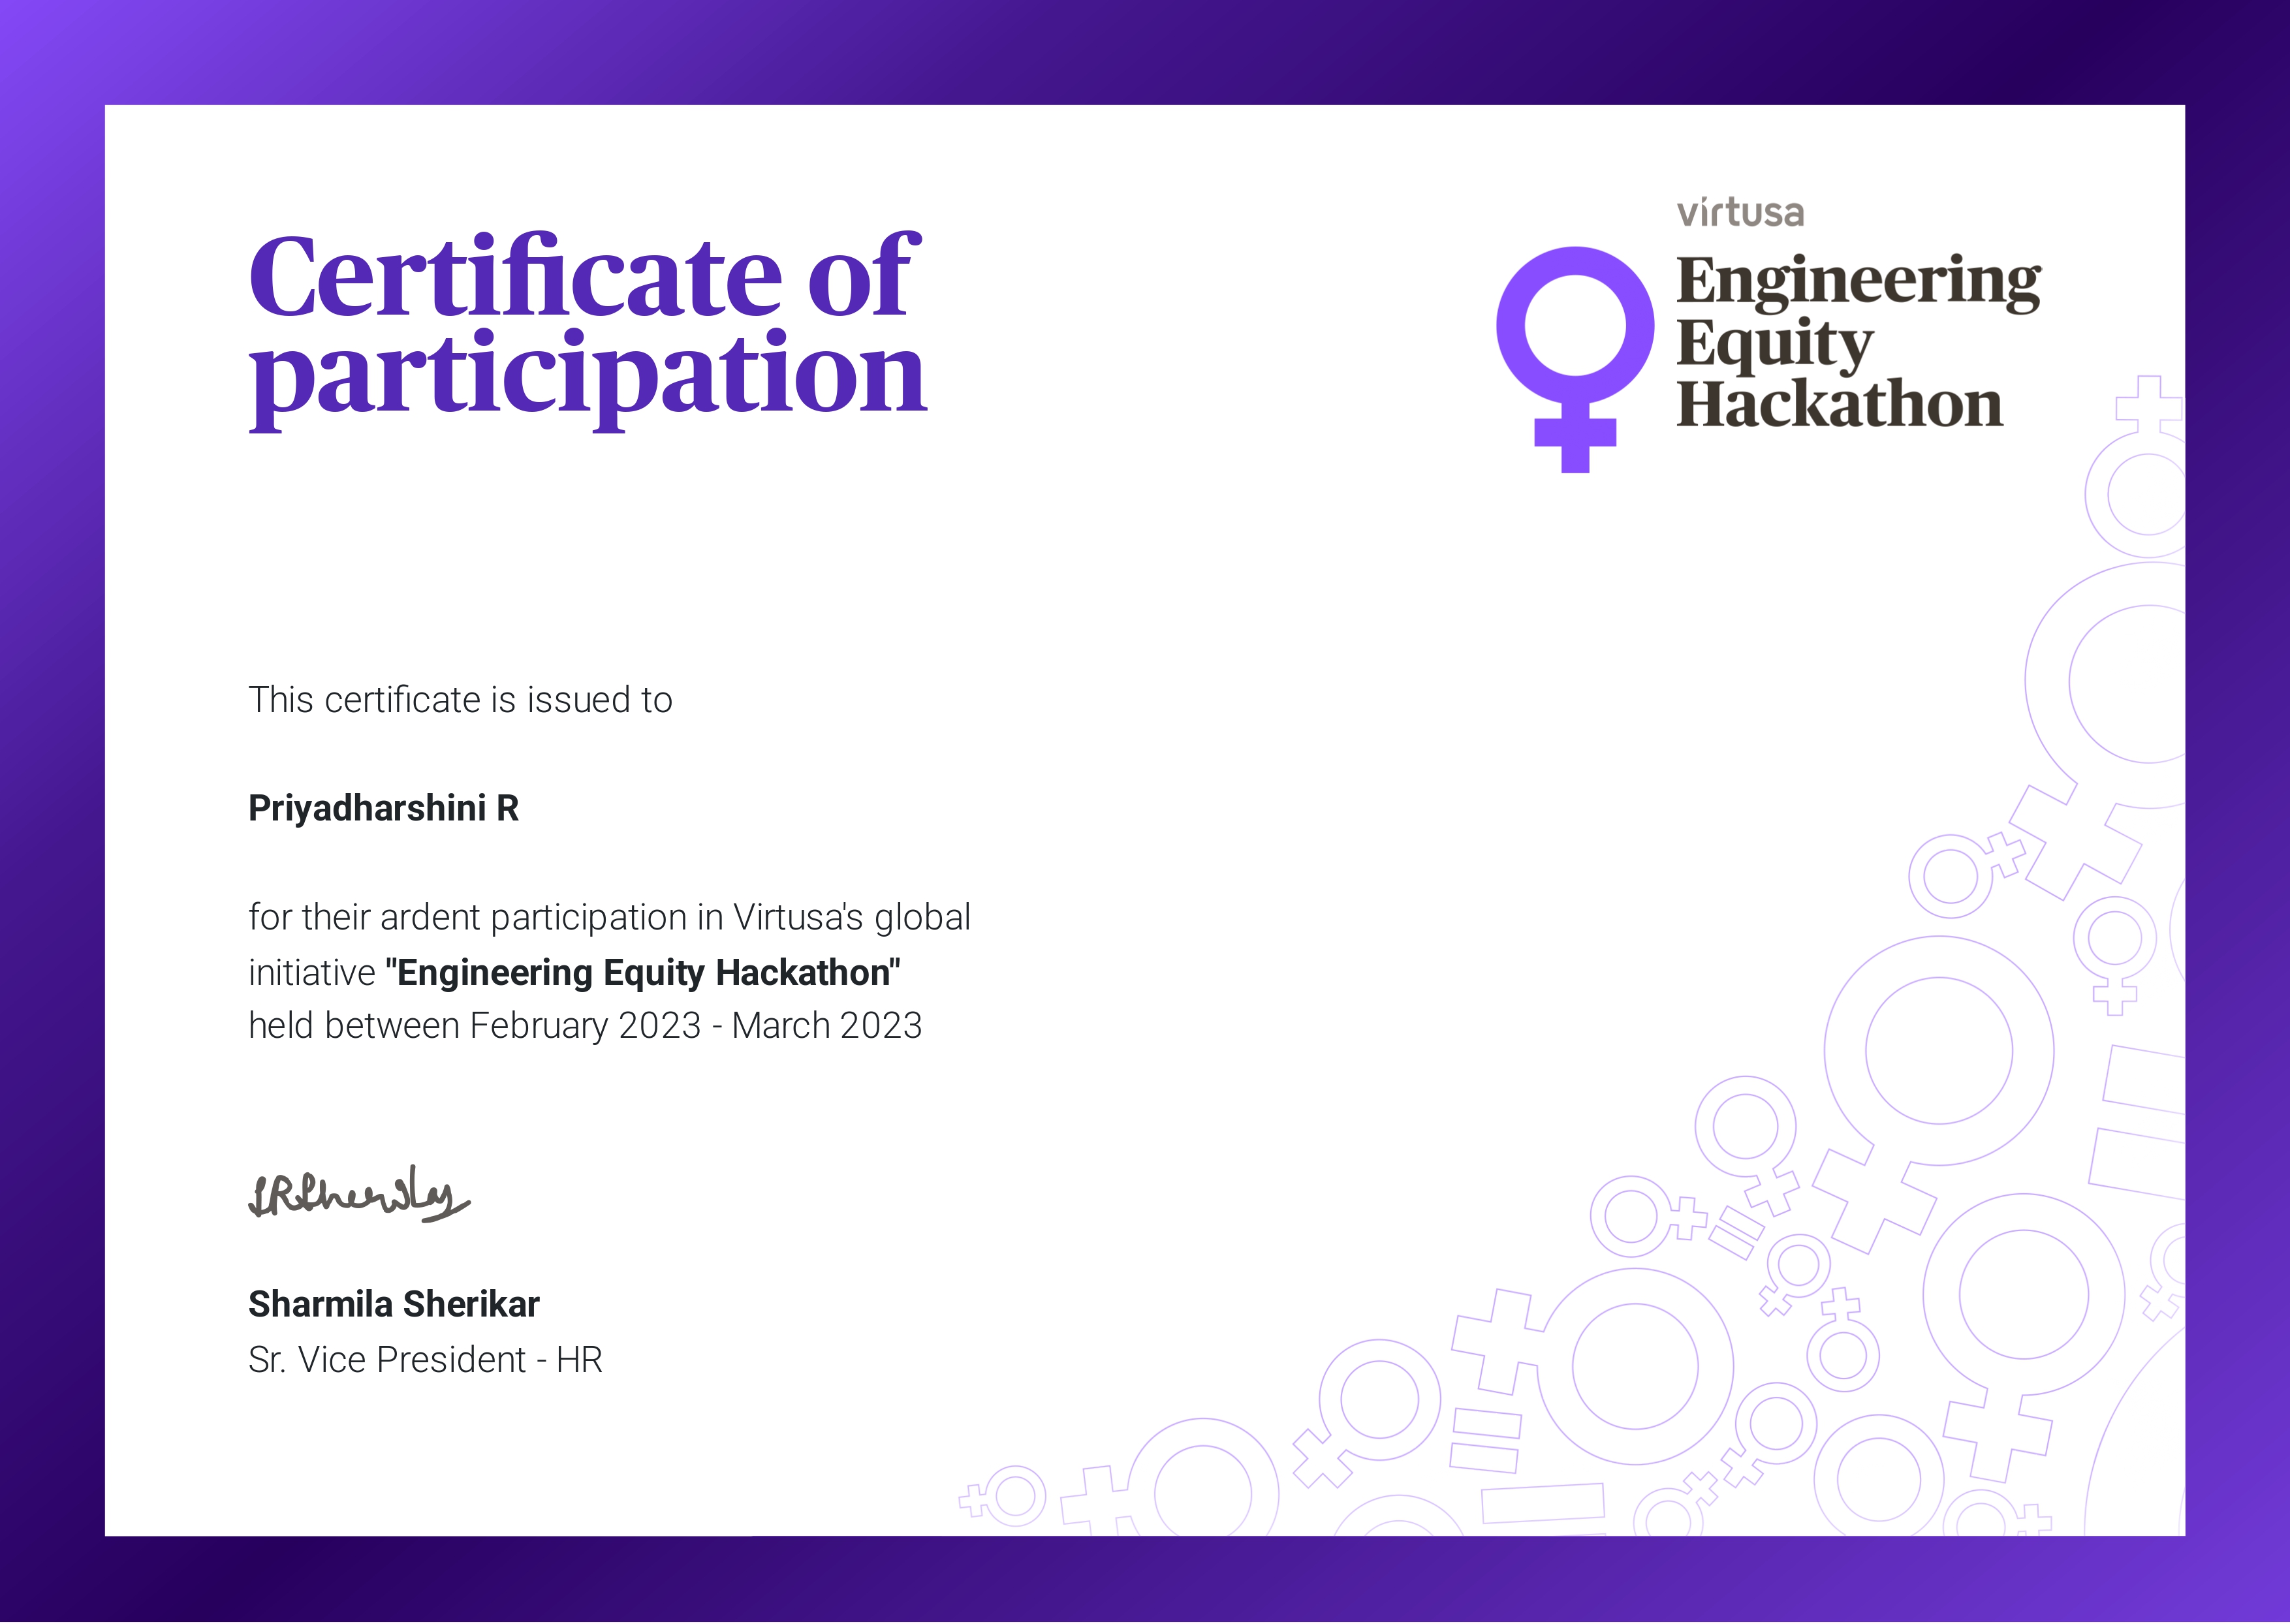 Certificate of
participation
virtusa
Engineering
Equity
Hackathon
This certificate is issued to
Priyadharshini R
for their ardent participation in Virtusa's global
initiative "Engineering Equity Hackathon"
held between February 2023 - March 2023
Sharmila Sherikar
Sr. Vice President - HR